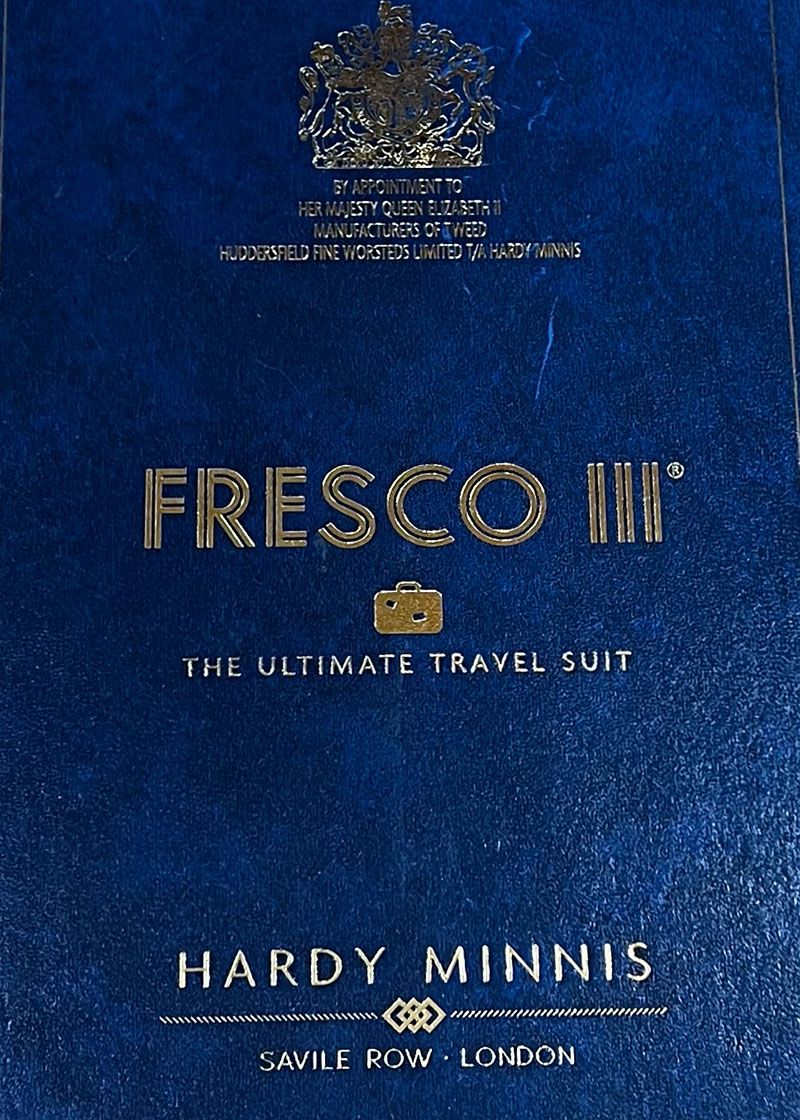 BY APPOINTMENT TO
HER MAJESTY QUEEN ELIZABETH II
MANUFACTURERS OF TWEED
HUDDERSFIELD FINE WORSTEDS LIMITED T/A HARDY MINNIS
FRESCO III®
THE ULTIMATE TRAVEL SUIT
HARDY MINNIS
SAVILE ROW · LONDON